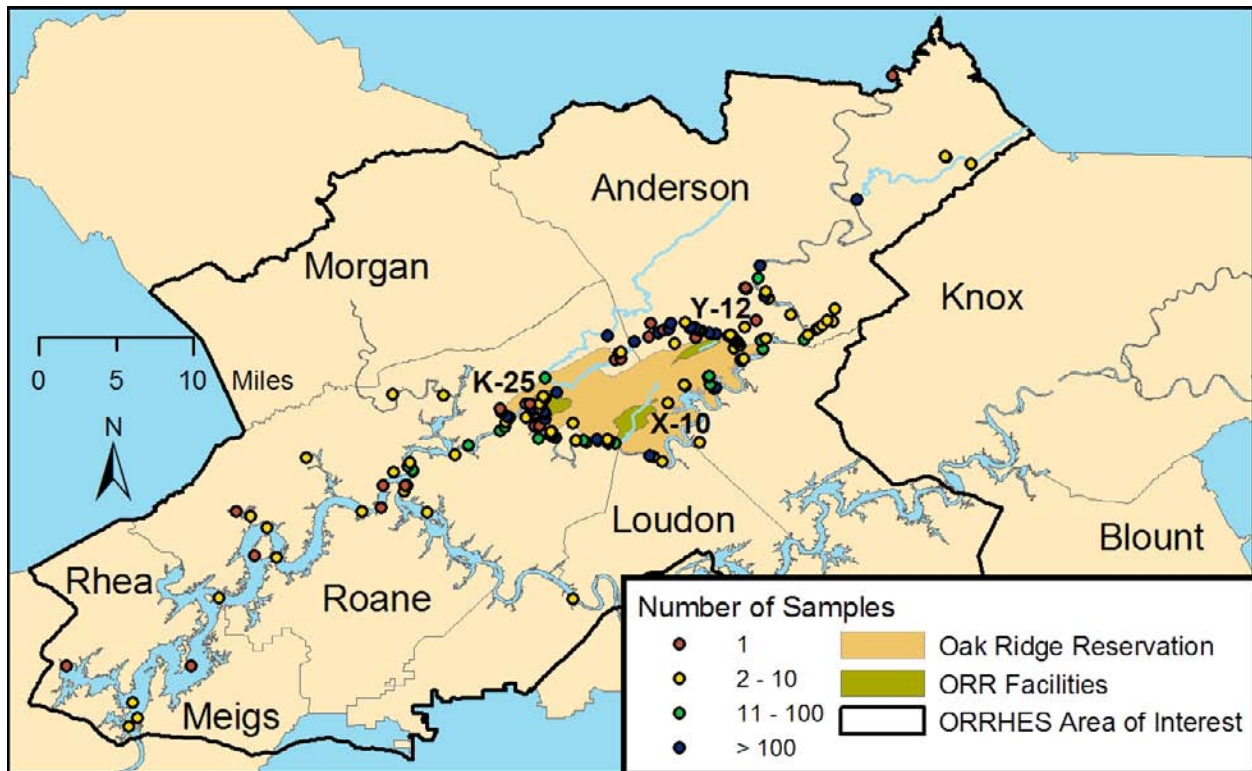 Anderson
Morgan
Knox
Y-12
0 5 10 Miles
K-25
N
X-10
Loudon
Blount
Rhea
Roane
Meigs
Number of Samples
1
2 - 10
11 - 100
> 100
Oak Ridge Reservation
ORR Facilities
ORRHES Area of Interest